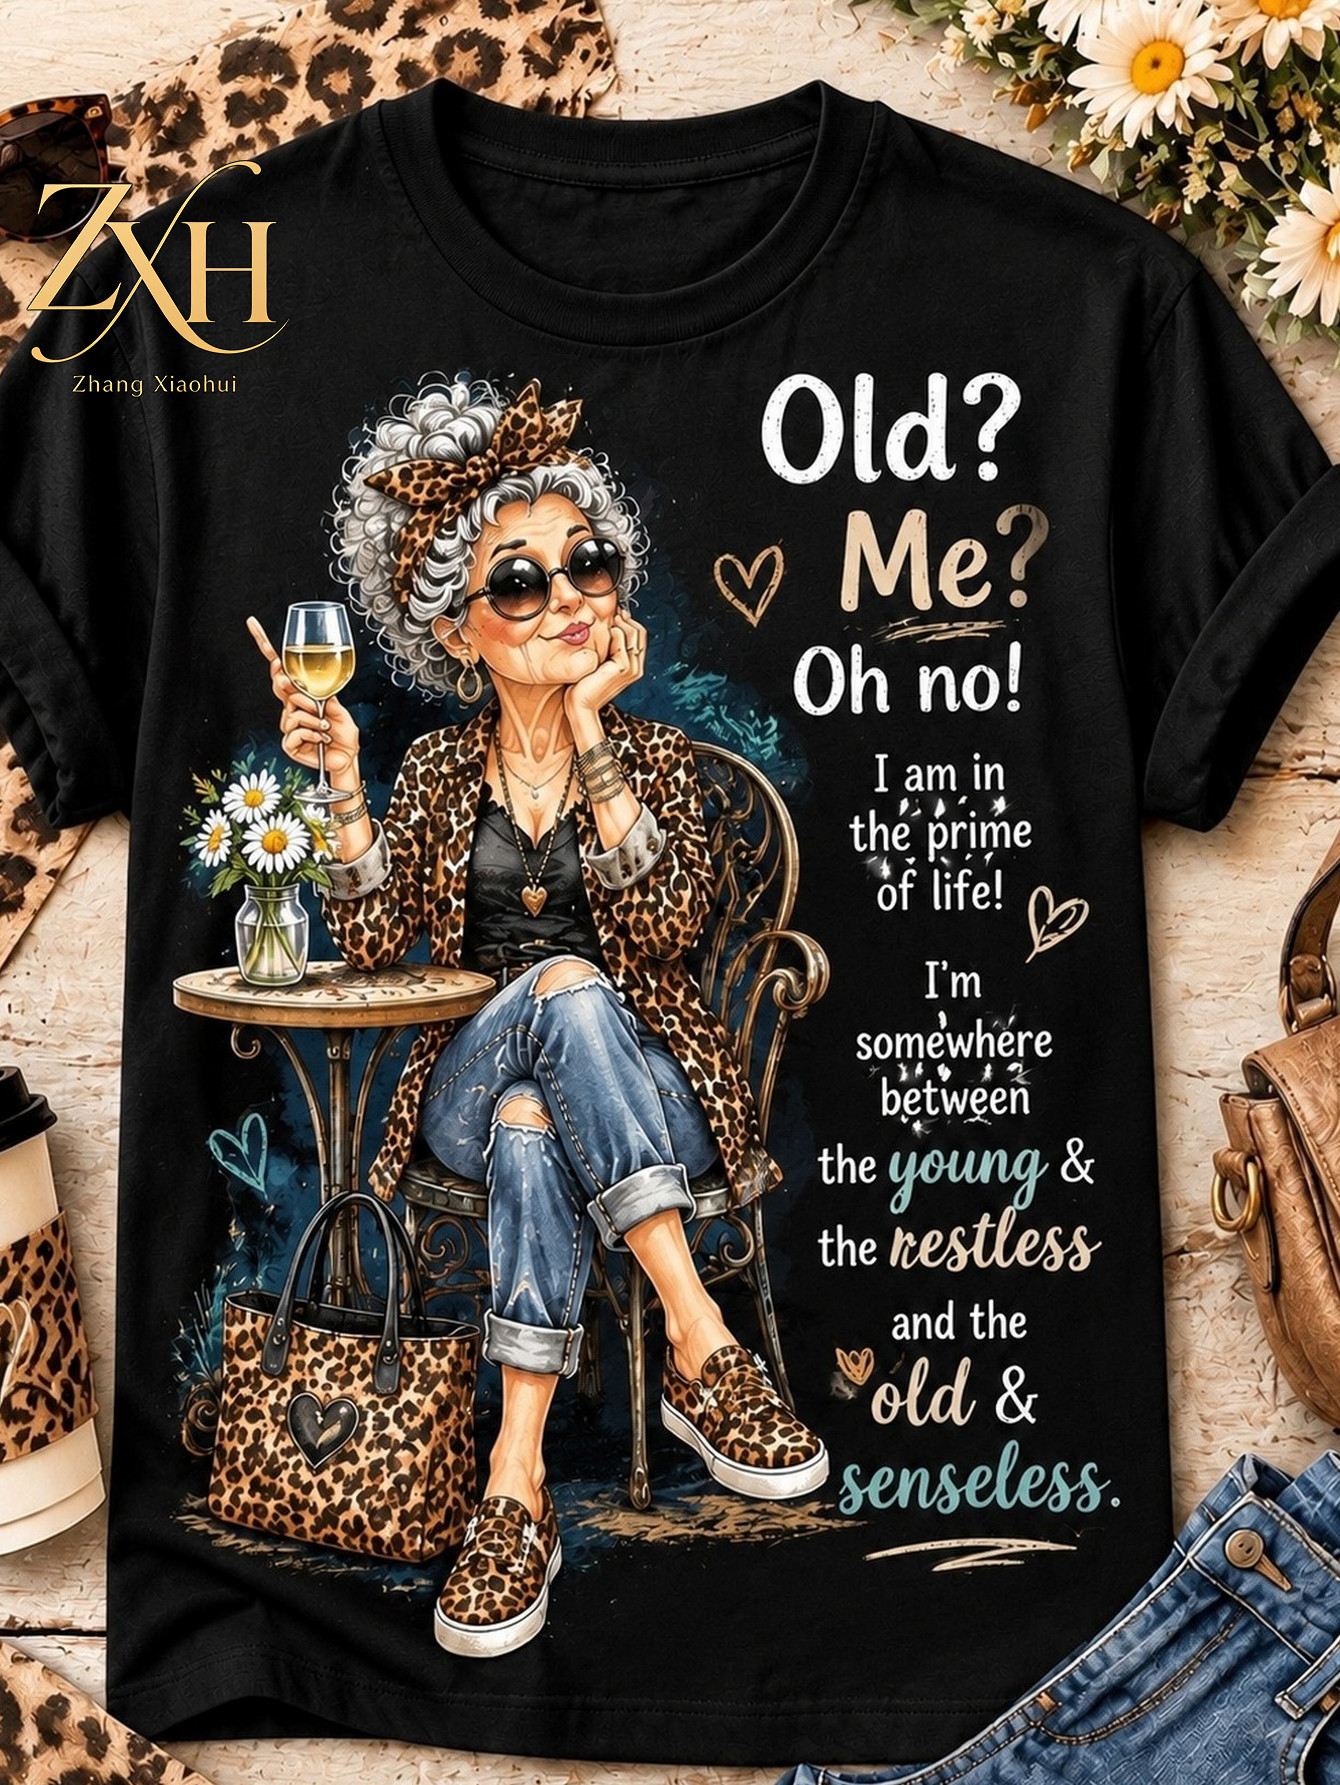 ZXH
Zhang Xiaohui
Old?
Me?
Oh no!
I am in
the prime
of life!
I'm
somewhere
between
the young &
the restless
and the
old &
senseless.